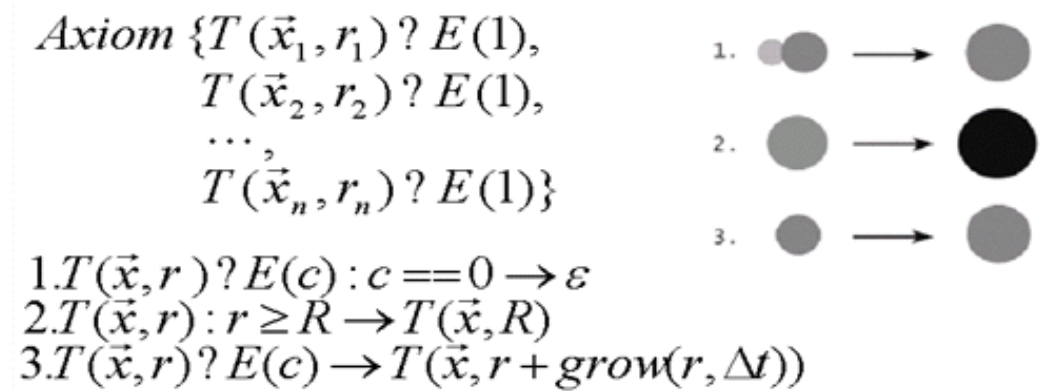 Axiom {T(x⃗₁, r₁) ? E(1),
T(x⃗₂, r₂) ? E(1),
⋯,
T(x⃗ₙ, rₙ) ? E(1)}
1.T(x⃗, r) ? E(c) : c == 0 → ε
2.T(x⃗, r) : r ≥ R → T(x⃗, R)
3.T(x⃗, r) ? E(c) → T(x⃗, r + grow(r, Δt))
1.
2.
3.